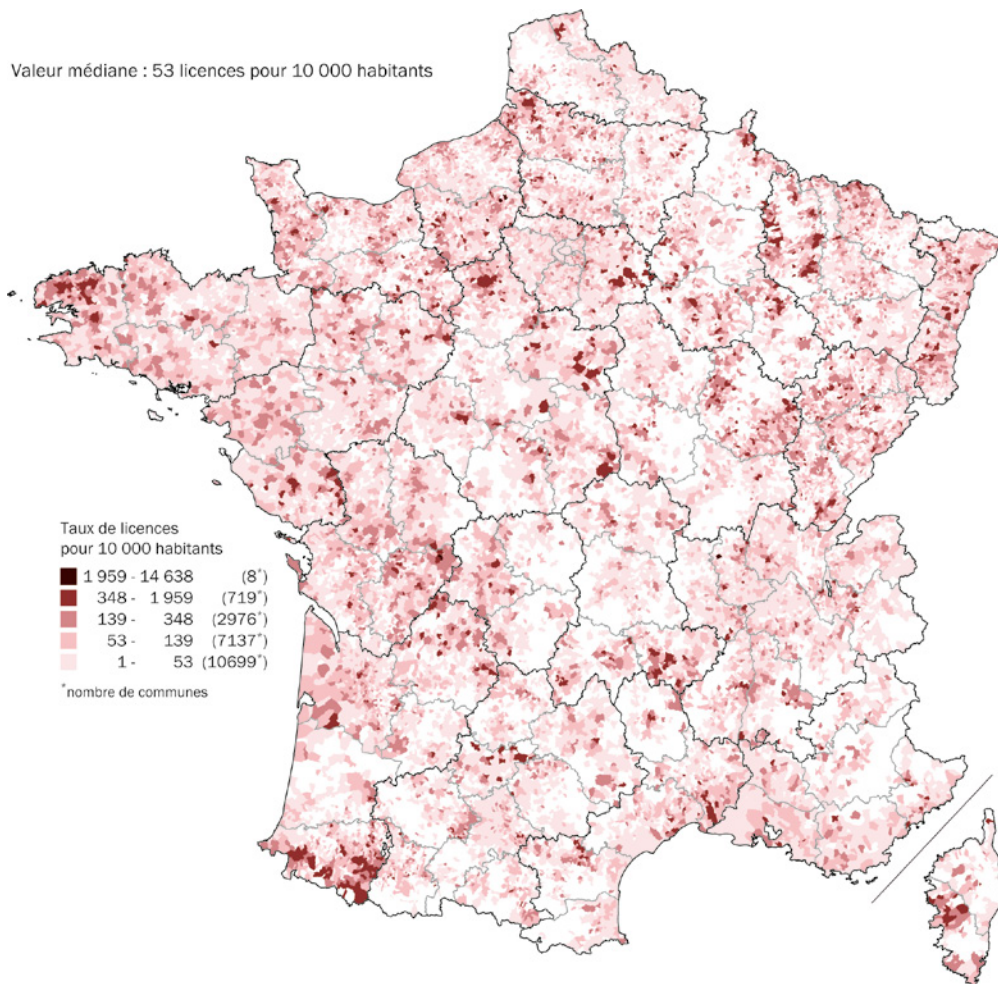 Valeur médiane : 53 licences pour 10 000 habitants
Taux de licences
pour 10 000 habitants
1 959 - 14 638 (8*)
348 - 1 959 (719*)
139 - 348 (2976*)
53 - 139 (7137*)
1 - 53 (10699*)
*nombre de communes